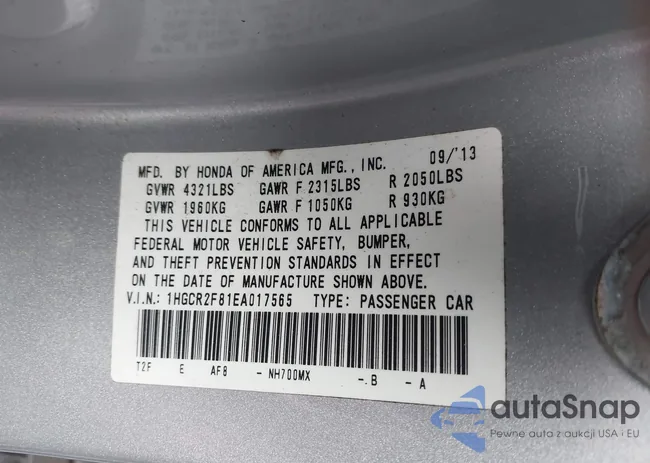 MFD. BY HONDA OF AMERICA MFG., INC. 09/'13
GVWR 4321LBS GAWR F 2315LBS R 2050LBS
GVWR 1960KG GAWR F 1050KG R 930KG
THIS VEHICLE CONFORMS TO ALL APPLICABLE
FEDERAL MOTOR VEHICLE SAFETY, BUMPER,
AND THEFT PREVENTION STANDARDS IN EFFECT
ON THE DATE OF MANUFACTURE SHOWN ABOVE.
V.I.N.: 1HGCR2F81EA017565 TYPE: PASSENGER CAR
T2F E AF8 - NH700MX -.B - A
autaSnap
Pewne auta z aukcji USA i EU